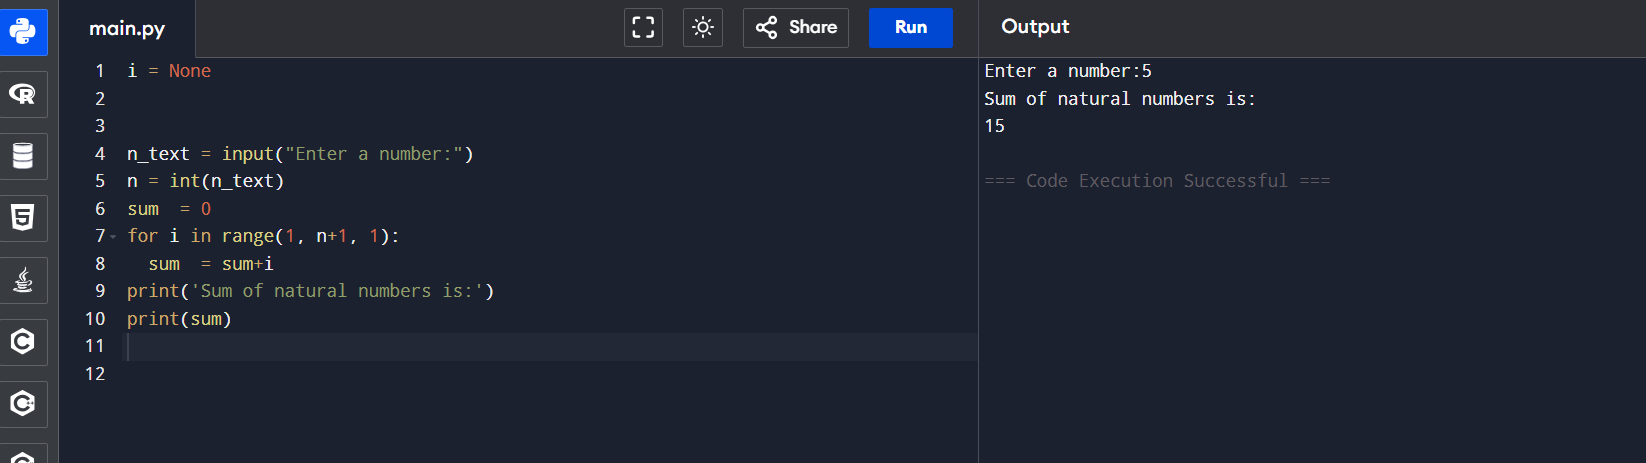 main.py
Share
Run
Output
1 i = None
2
3
4 n_text = input("Enter a number:")
5 n = int(n_text)
6 sum  = 0
7 for i in range(1, n+1, 1):
8   sum  = sum+i
9 print('Sum of natural numbers is:')
10 print(sum)
11
12
Enter a number:5
Sum of natural numbers is:
15
=== Code Execution Successful ===